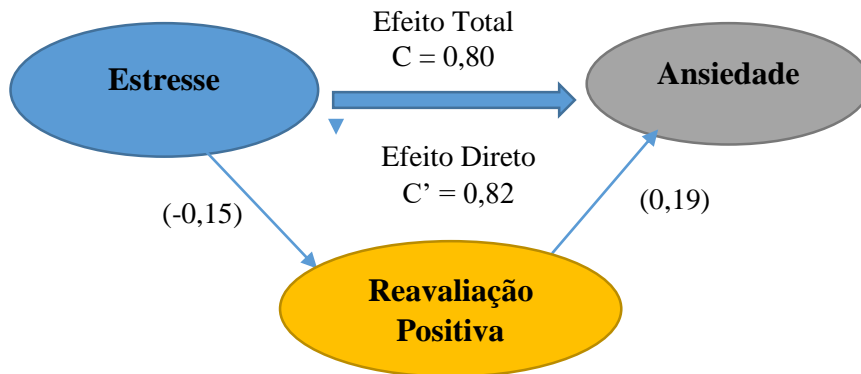 Efeito Total
C = 0,80
Estresse
Ansiedade
Efeito Direto
C’ = 0,82
(-0,15)
(0,19)
Reavaliação
Positiva